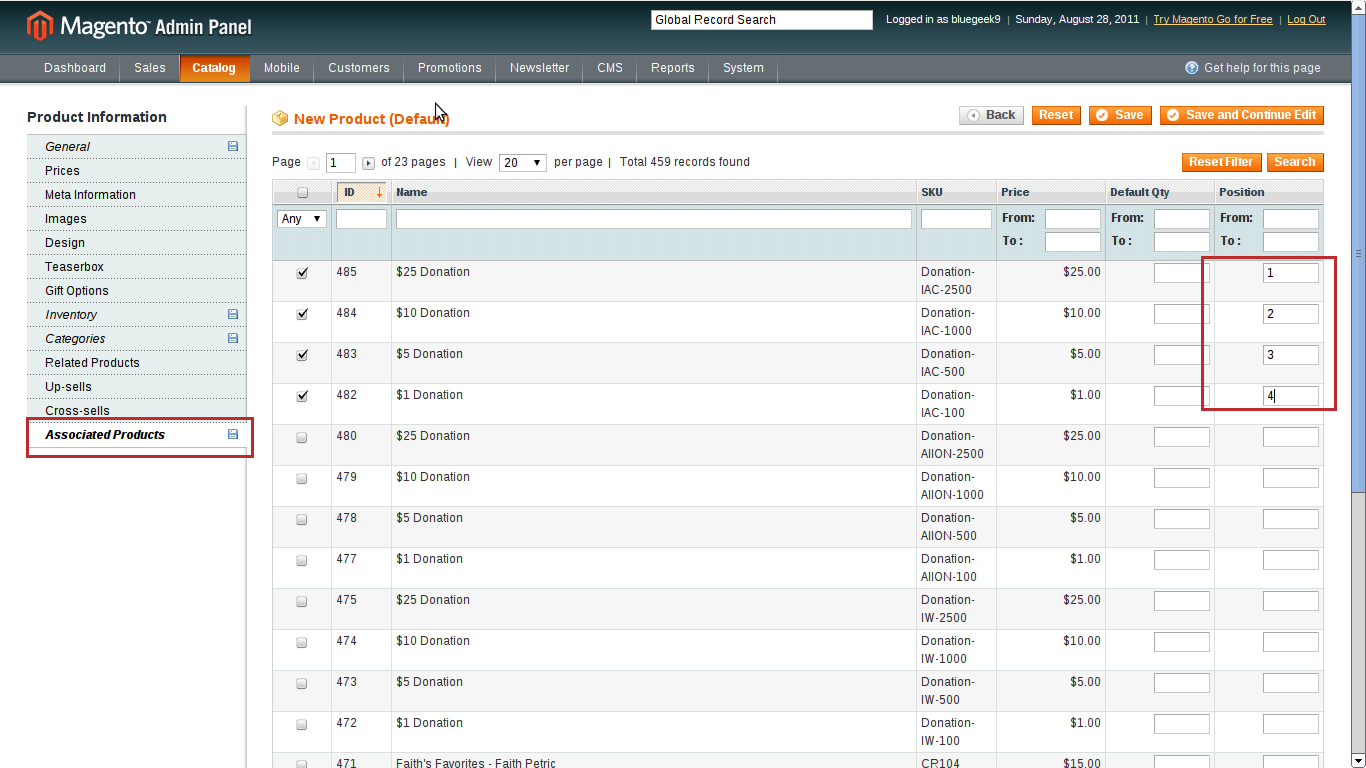 Magento Admin Panel
Global Record Search
Logged in as bluegeek9 | Sunday, August 28, 2011 | Try Magento Go for Free | Log Out
Dashboard Sales Catalog Mobile Customers Promotions Newsletter CMS Reports System Get help for this page
Product Information
General
Prices
Meta Information
Images
Design
Teaserbox
Gift Options
Inventory
Categories
Related Products
Up-sells
Cross-sells
Associated Products
New Product (Default)
Back Reset Save Save and Continue Edit
Page 1 of 23 pages | View 20 per page | Total 459 records found
Reset Filter Search
ID Name SKU Price Default Qty Position
Any From: From: From:
To : To : To :
485 $25 Donation Donation- $25.00 1
IAC-2500
484 $10 Donation Donation- $10.00 2
IAC-1000
483 $5 Donation Donation- $5.00 3
IAC-500
482 $1 Donation Donation- $1.00 4
IAC-100
480 $25 Donation Donation- $25.00
AIION-2500
479 $10 Donation Donation- $10.00
AIION-1000
478 $5 Donation Donation- $5.00
AIION-500
477 $1 Donation Donation- $1.00
AIION-100
475 $25 Donation Donation- $25.00
IW-2500
474 $10 Donation Donation- $10.00
IW-1000
473 $5 Donation Donation- $5.00
IW-500
472 $1 Donation Donation- $1.00
IW-100
471 Faith's Favorites - Faith Petric CR104 $15.00